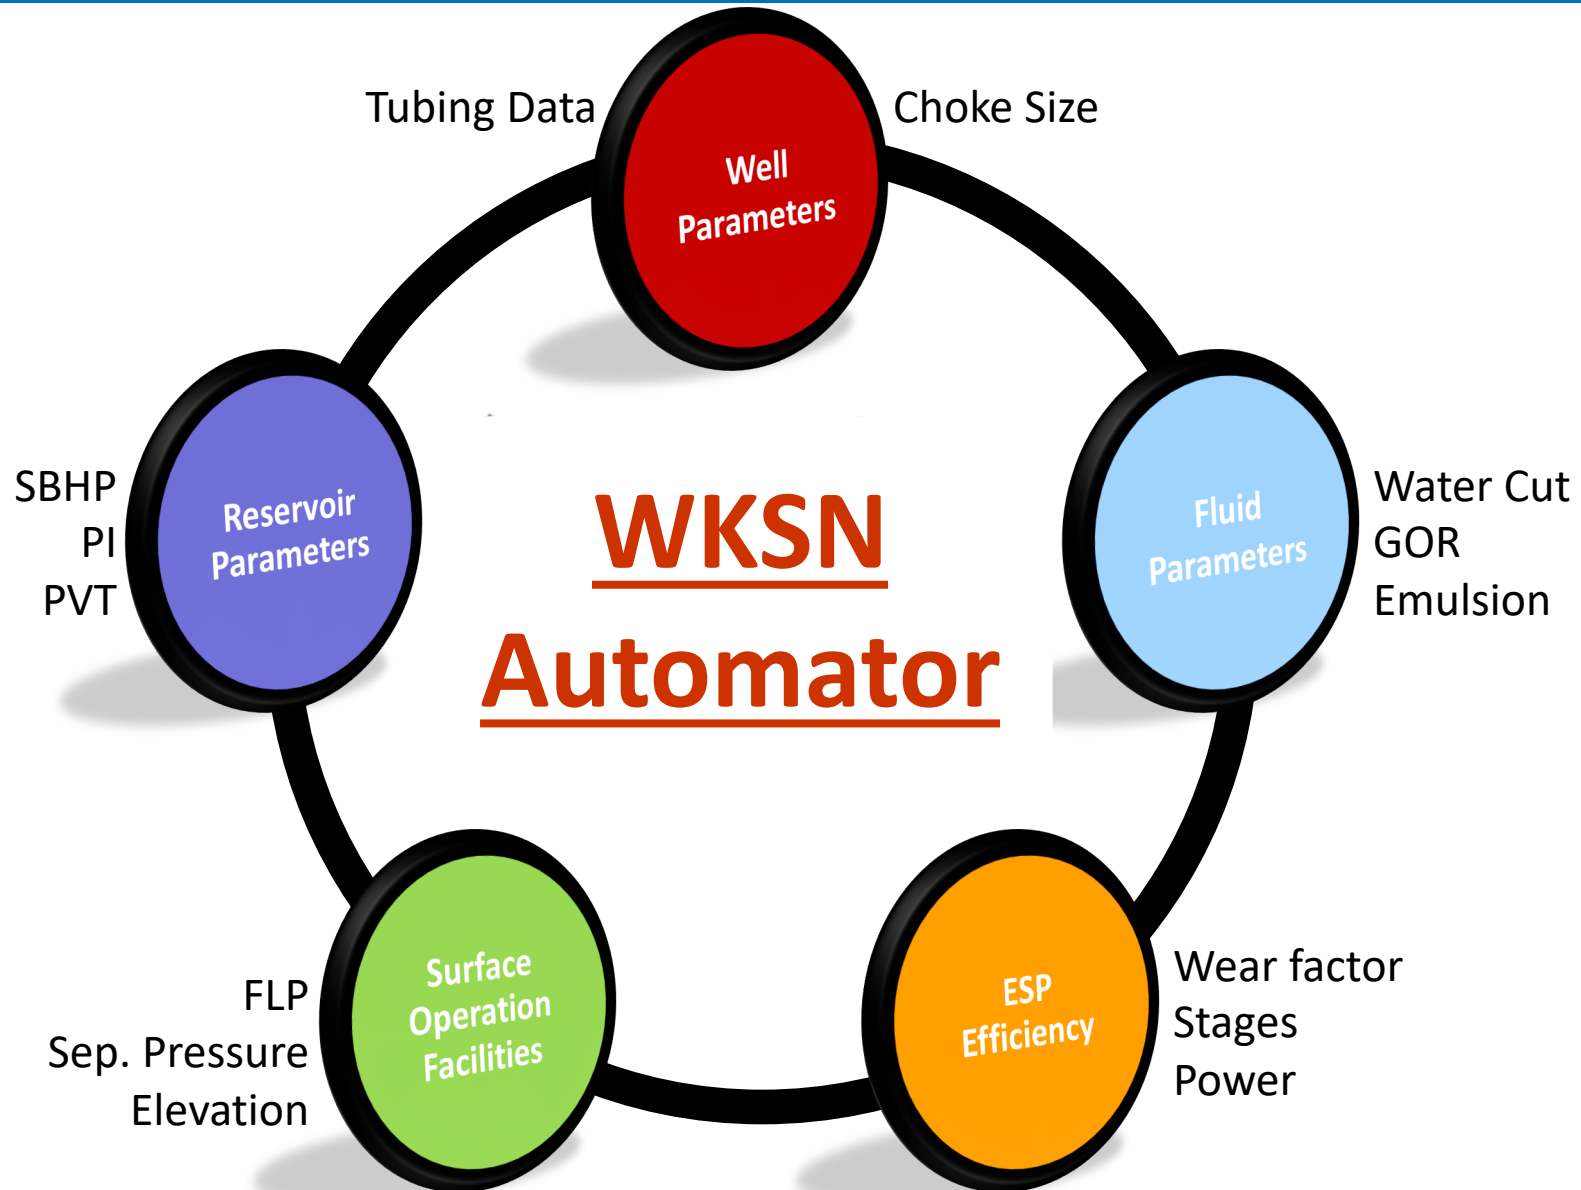 Tubing Data
Well
Parameters
Choke Size
SBHP
PI
PVT
Reservoir
Parameters
WKSN
Automator
Fluid
Parameters
Water Cut
GOR
Emulsion
FLP
Sep. Pressure
Elevation
Surface
Operation
Facilities
ESP
Efficiency
Wear factor
Stages
Power